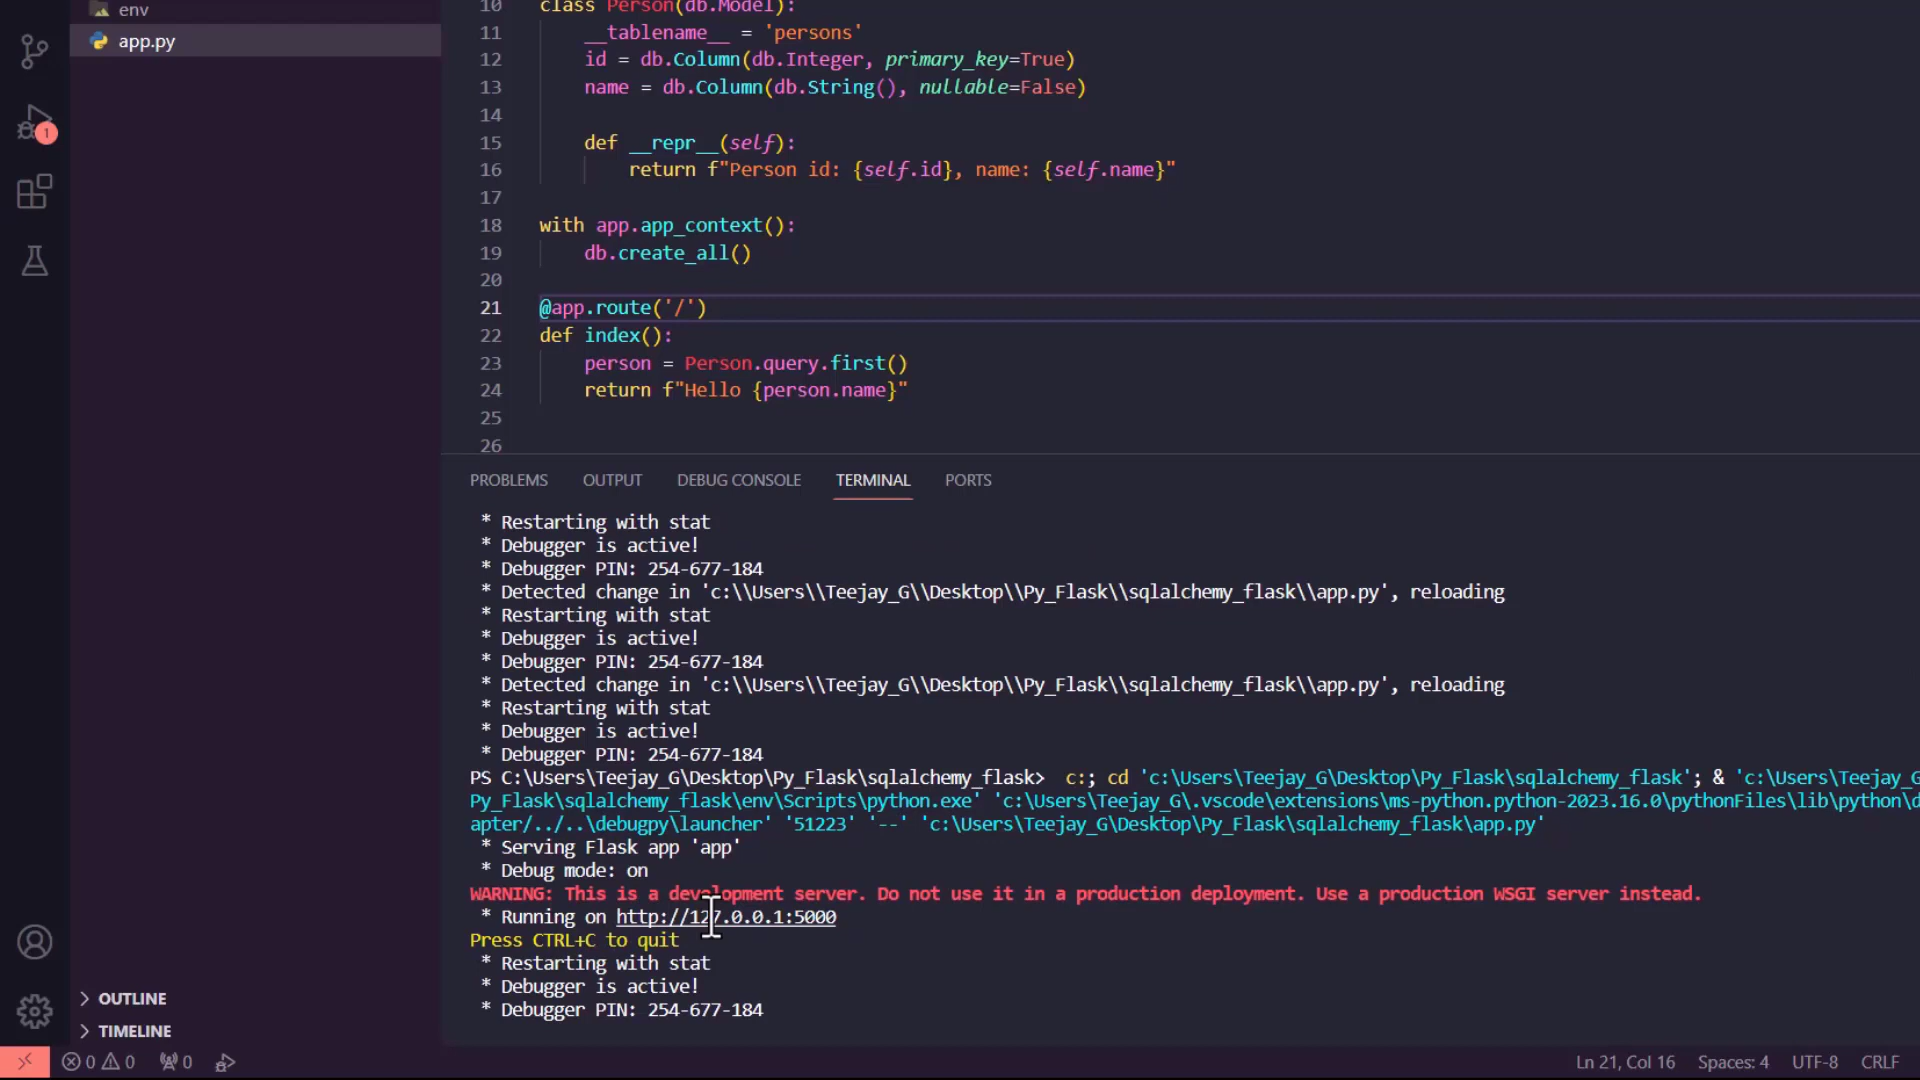 env
app.py
1
10 class Person(db.Model):
11 __tablename__ = 'persons'
12 id = db.Column(db.Integer, primary_key=True)
13 name = db.Column(db.String(), nullable=False)
14
15 def __repr__(self):
16 return f"Person id: {self.id}, name: {self.name}"
17
18 with app.app_context():
19 db.create_all()
20
21 @app.route('/')
22 def index():
23 person = Person.query.first()
24 return f"Hello {person.name}"
25
26
PROBLEMS OUTPUT DEBUG CONSOLE TERMINAL PORTS
* Restarting with stat
* Debugger is active!
* Debugger PIN: 254-677-184
* Detected change in 'c:\\Users\\Teejay_G\\Desktop\\Py_Flask\\sqlalchemy_flask\\app.py', reloading
* Restarting with stat
* Debugger is active!
* Debugger PIN: 254-677-184
* Detected change in 'c:\\Users\\Teejay_G\\Desktop\\Py_Flask\\sqlalchemy_flask\\app.py', reloading
* Restarting with stat
* Debugger is active!
* Debugger PIN: 254-677-184
PS C:\Users\Teejay_G\Desktop\Py_Flask\sqlalchemy_flask> c:; cd 'c:\Users\Teejay_G\Desktop\Py_Flask\sqlalchemy_flask'; & 'c:\Users\Teejay_G
Py_Flask\sqlalchemy_flask\env\Scripts\python.exe' 'c:\Users\Teejay_G\.vscode\extensions\ms-python.python-2023.16.0\pythonFiles\lib\python\d
apter/../..\debugpy\launcher' '51223' '--' 'c:\Users\Teejay_G\Desktop\Py_Flask\sqlalchemy_flask\app.py'
* Serving Flask app 'app'
* Debug mode: on
WARNING: This is a development server. Do not use it in a production deployment. Use a production WSGI server instead.
* Running on http://127.0.0.1:5000
Press CTRL+C to quit
* Restarting with stat
* Debugger is active!
* Debugger PIN: 254-677-184
OUTLINE
TIMELINE
0 0 0 Ln 21, Col 16 Spaces: 4 UTF-8 CRLF